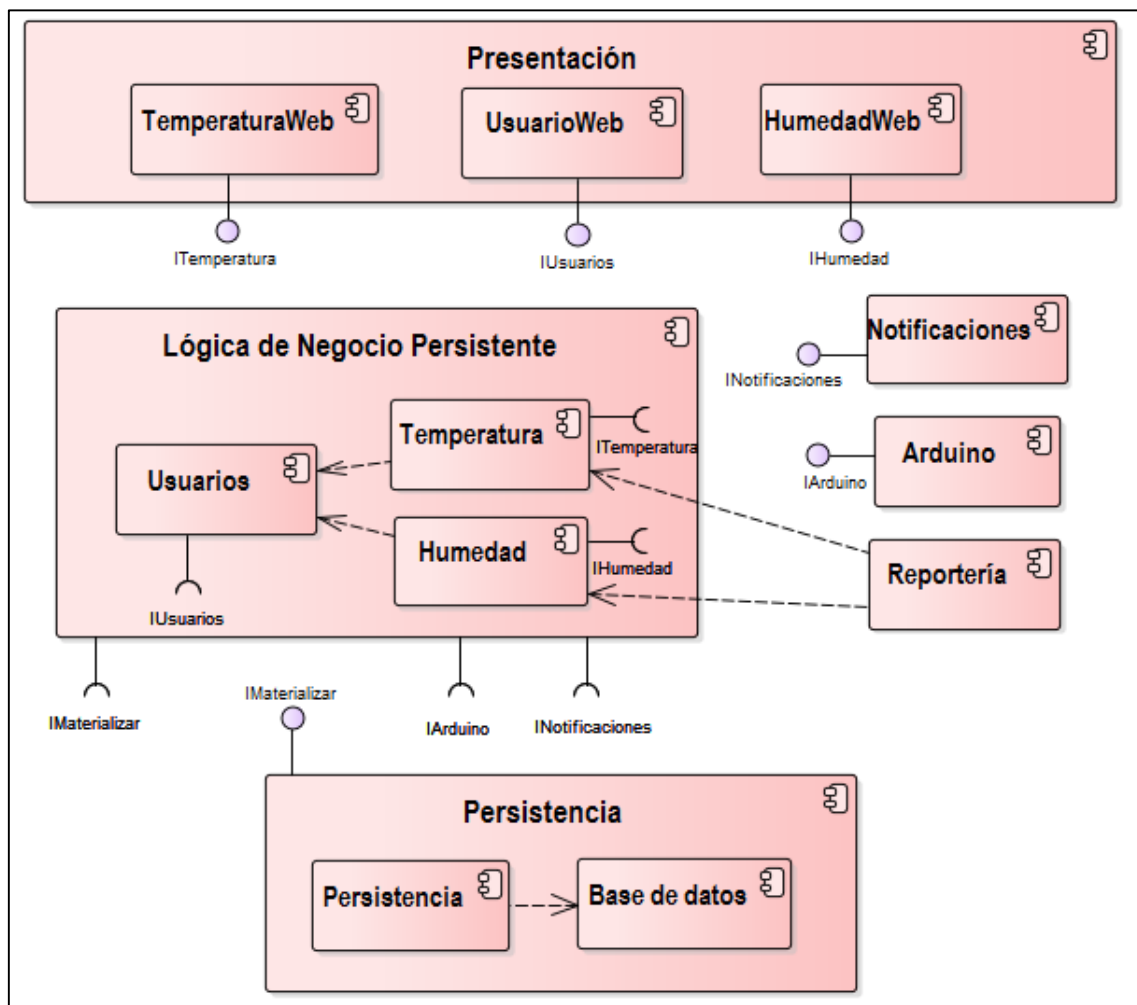 Presentación
TemperaturaWeb
UsuarioWeb
HumedadWeb
ITemperatura
IUsuarios
IHumedad
Lógica de Negocio Persistente
Notificaciones
INotificaciones
Temperatura
ITemperatura
Usuarios
Arduino
IArduino
Humedad
IHumedad
Reportería
IUsuarios
IMaterializar
IMaterializar
IArduino
INotificaciones
Persistencia
Persistencia
Base de datos